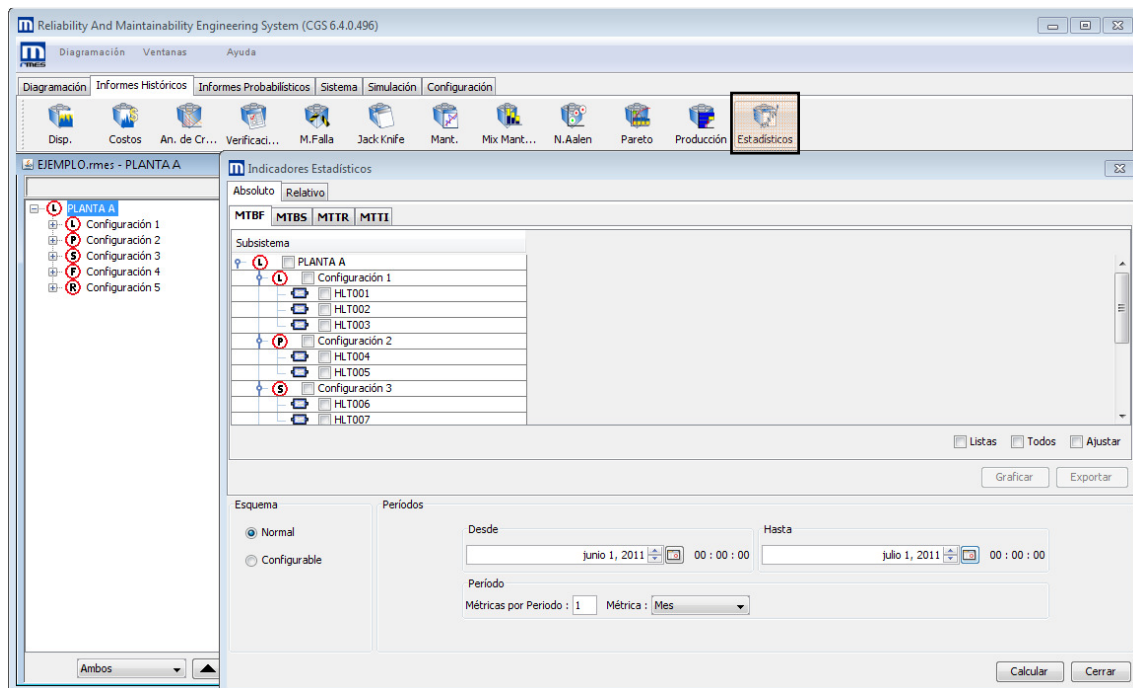 Reliability And Maintainability Engineering System (CGS 6.4.0.496)
Diagramación Ventanas Ayuda
Diagramación Informes Históricos Informes Probabilísticos Sistema Simulación Configuración
Disp. Costos An. de Cr... Verificaci... M.Falla Jack Knife Mant. Mix Mant... N.Aalen Pareto Producción Estadísticos
EJEMPLO.rmes - PLANTA A
L PLANTA A
L Configuración 1
P Configuración 2
S Configuración 3
F Configuración 4
R Configuración 5
Ambos
Indicadores Estadísticos
Absoluto Relativo
MTBF MTBS MTTR MTTI
Subsistema
L PLANTA A
L Configuración 1
HLT001
HLT002
HLT003
P Configuración 2
HLT004
HLT005
S Configuración 3
HLT006
HLT007
Listas Todos Ajustar
Graficar Exportar
Esquema
Normal
Configurable
Períodos
Desde
junio 1, 2011 00 : 00 : 00
Hasta
julio 1, 2011 00 : 00 : 00
Período
Métricas por Periodo : 1 Métrica : Mes
Calcular Cerrar